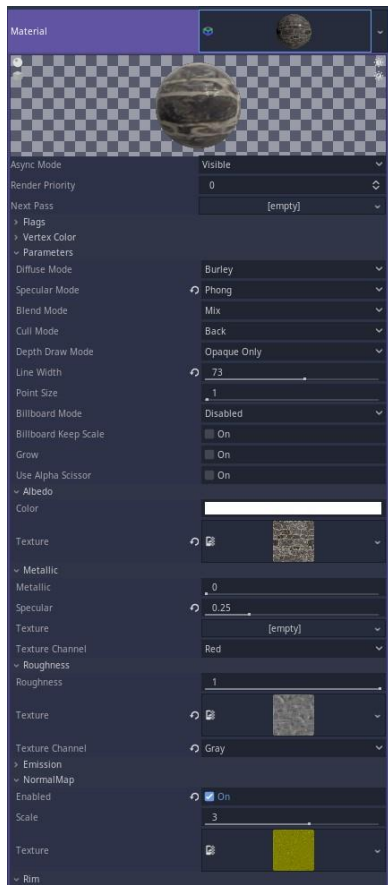 Material
Async Mode Visible
Render Priority 0
Next Pass [empty]
> Flags
> Vertex Color
Parameters
Diffuse Mode Burley
Specular Mode Phong
Blend Mode Mix
Cull Mode Back
Depth Draw Mode Opaque Only
Line Width 73
Point Size 1
Billboard Mode Disabled
Billboard Keep Scale On
Grow On
Use Alpha Scissor On
Albedo
Color
Texture
Metallic
Metallic 0
Specular 0.25
Texture [empty]
Texture Channel Red
Roughness
Roughness 1
Texture
Texture Channel Gray
> Emission
NormalMap
Enabled On
Scale 3
Texture
Rim